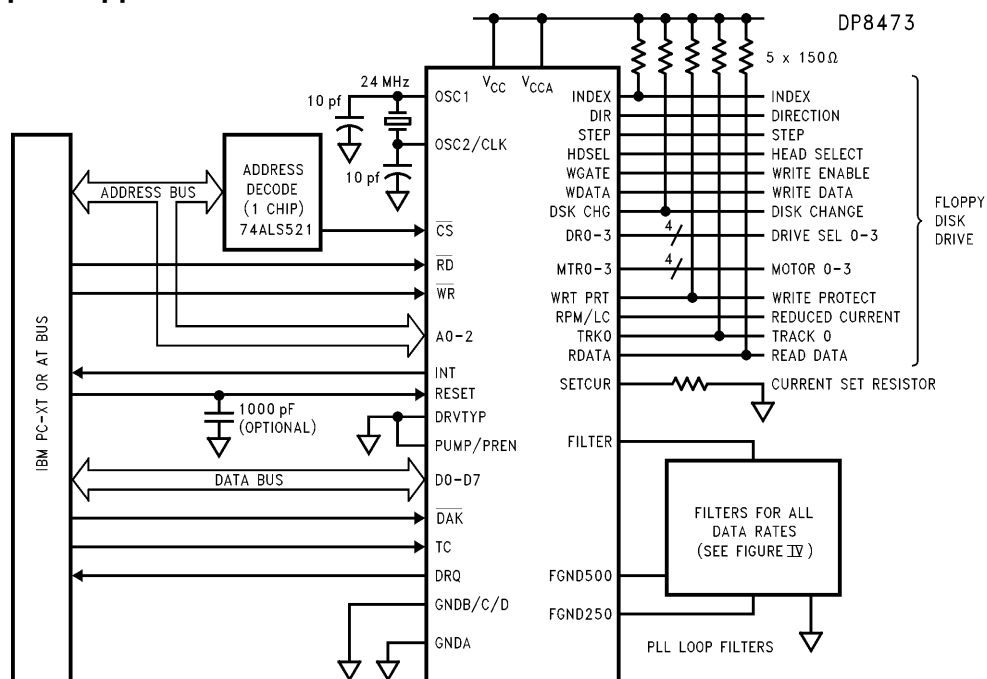 DP8473
5 x 150Ω
VCC VCCA
24 MHz
10 pf
10 pf
OSC1
OSC2/CLK
CS
RD
WR
A0-2
INT
RESET
DRVTYP
PUMP/PREN
D0-D7
DAK
TC
DRQ
GNDB/C/D
GNDA
IBM PC-XT OR AT BUS
ADDRESS BUS
ADDRESS
DECODE
(1 CHIP)
74ALS521
1000 pF
(OPTIONAL)
DATA BUS
INDEX INDEX
DIR DIRECTION
STEP STEP
HDSEL HEAD SELECT
WGATE WRITE ENABLE
WDATA WRITE DATA
DSK CHG DISK CHANGE
DR0-3 4 DRIVE SEL 0-3
MTR0-3 4 MOTOR 0-3
WRT PRT WRITE PROTECT
RPM/LC REDUCED CURRENT
TRK0 TRACK 0
RDATA READ DATA
FLOPPY
DISK
DRIVE
SETCUR CURRENT SET RESISTOR
FILTER
FILTERS FOR ALL
DATA RATES
(SEE FIGURE IV)
FGND500
FGND250
PLL LOOP FILTERS